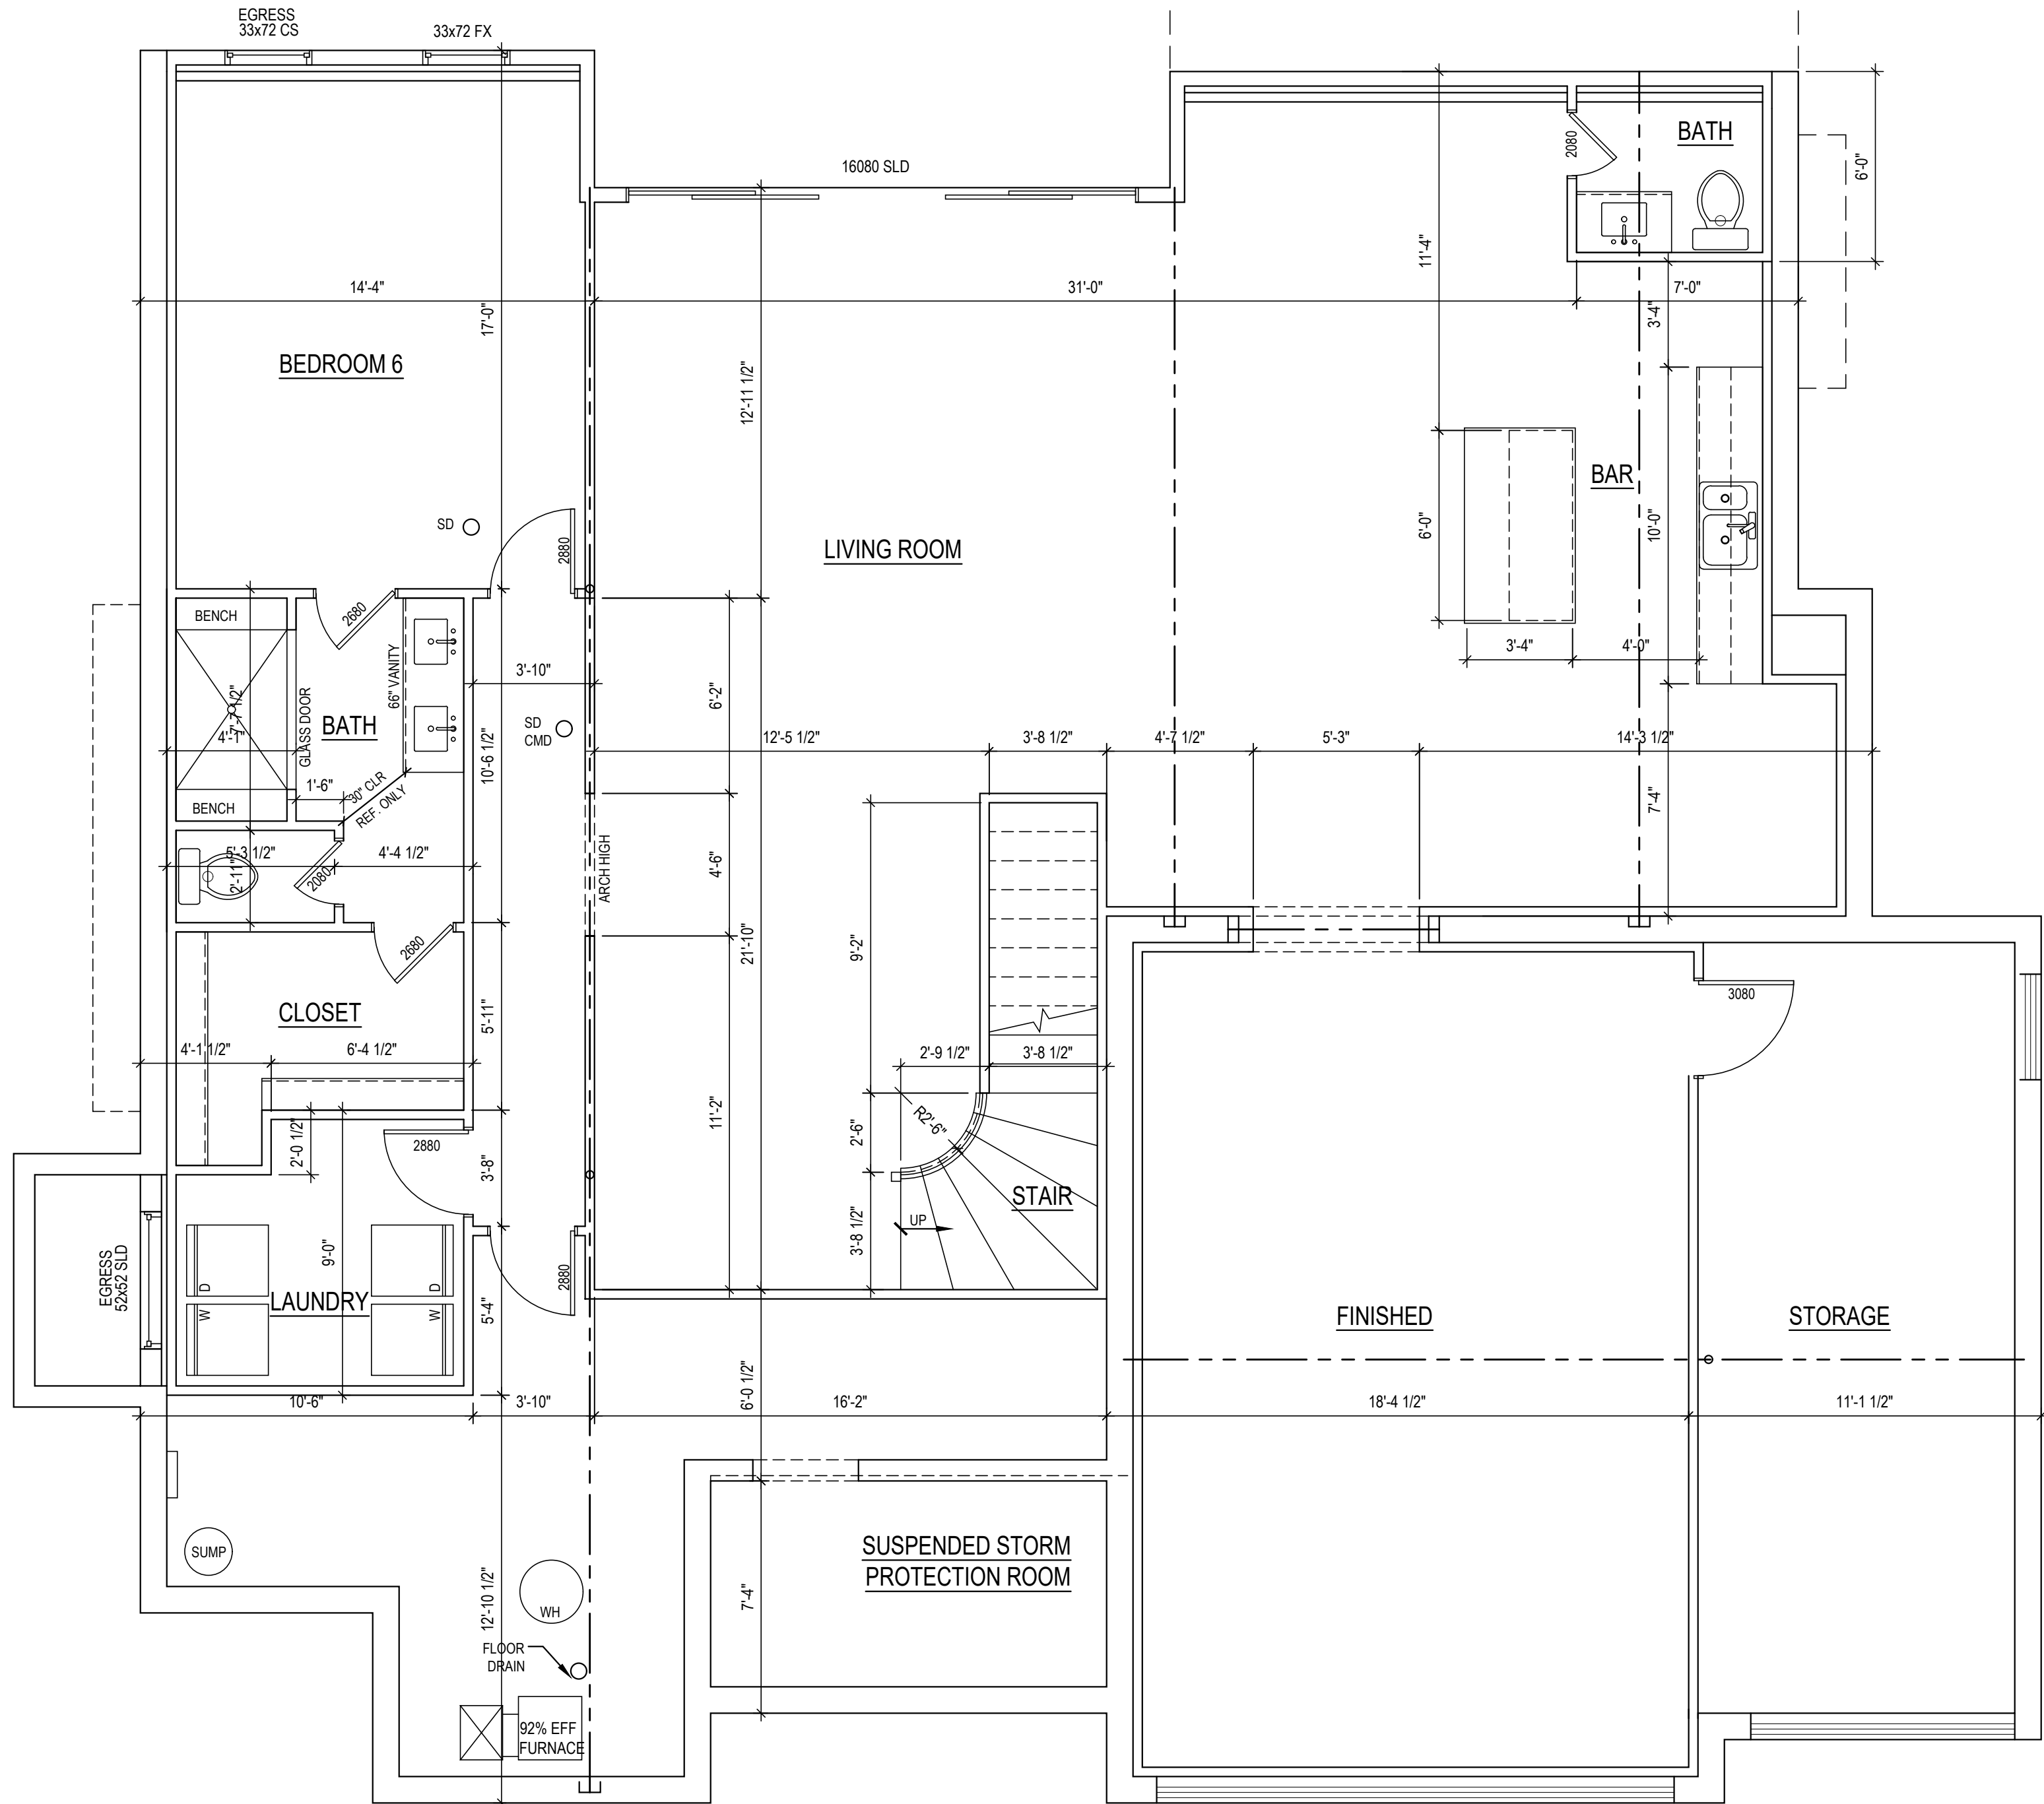 EGRESS
33x72 CS
33x72 FX
16080 SLD
2080
BATH
6'-0"
11'-4"
14'-4"
31'-0"
7'-0"
17'-0"
3'-4"
BEDROOM 6
12'-11 1/2"
BAR
SD
6'-0"
10'-0"
2880
LIVING ROOM
BENCH
2680
66" VANITY
3'-10"
3'-4"
4'-0"
7'-7 1/2"
6'-2"
GLASS DOOR
BATH
SD
CMD
4'-1"
12'-5 1/2"
3'-8 1/2"
4'-7 1/2"
5'-3"
14'-3 1/2"
10'-6 1/2"
1'-6"
30" CLR
REF. ONLY
BENCH
7'-4"
5'-3 1/2"
4'-4 1/2"
2'-11"
2080
ARCH HIGH
4'-6"
21'-10"
9'-2"
2680
3080
CLOSET
5'-11"
4'-1 1/2"
6'-4 1/2"
2'-9 1/2"
3'-8 1/2"
11'-2"
R2'-6"
2'-6"
2'-0 1/2"
2880
3'-8"
STAIR
UP
3'-8 1/2"
EGRESS
52x52 SLD
9'-0"
D
D
2880
LAUNDRY
W
W
5'-4"
FINISHED
STORAGE
6'-0 1/2"
10'-6"
3'-10"
16'-2"
18'-4 1/2"
11'-1 1/2"
SUMP
SUSPENDED STORM
PROTECTION ROOM
12'-10 1/2"
7'-4"
WH
FLOOR
DRAIN
92% EFF
FURNACE